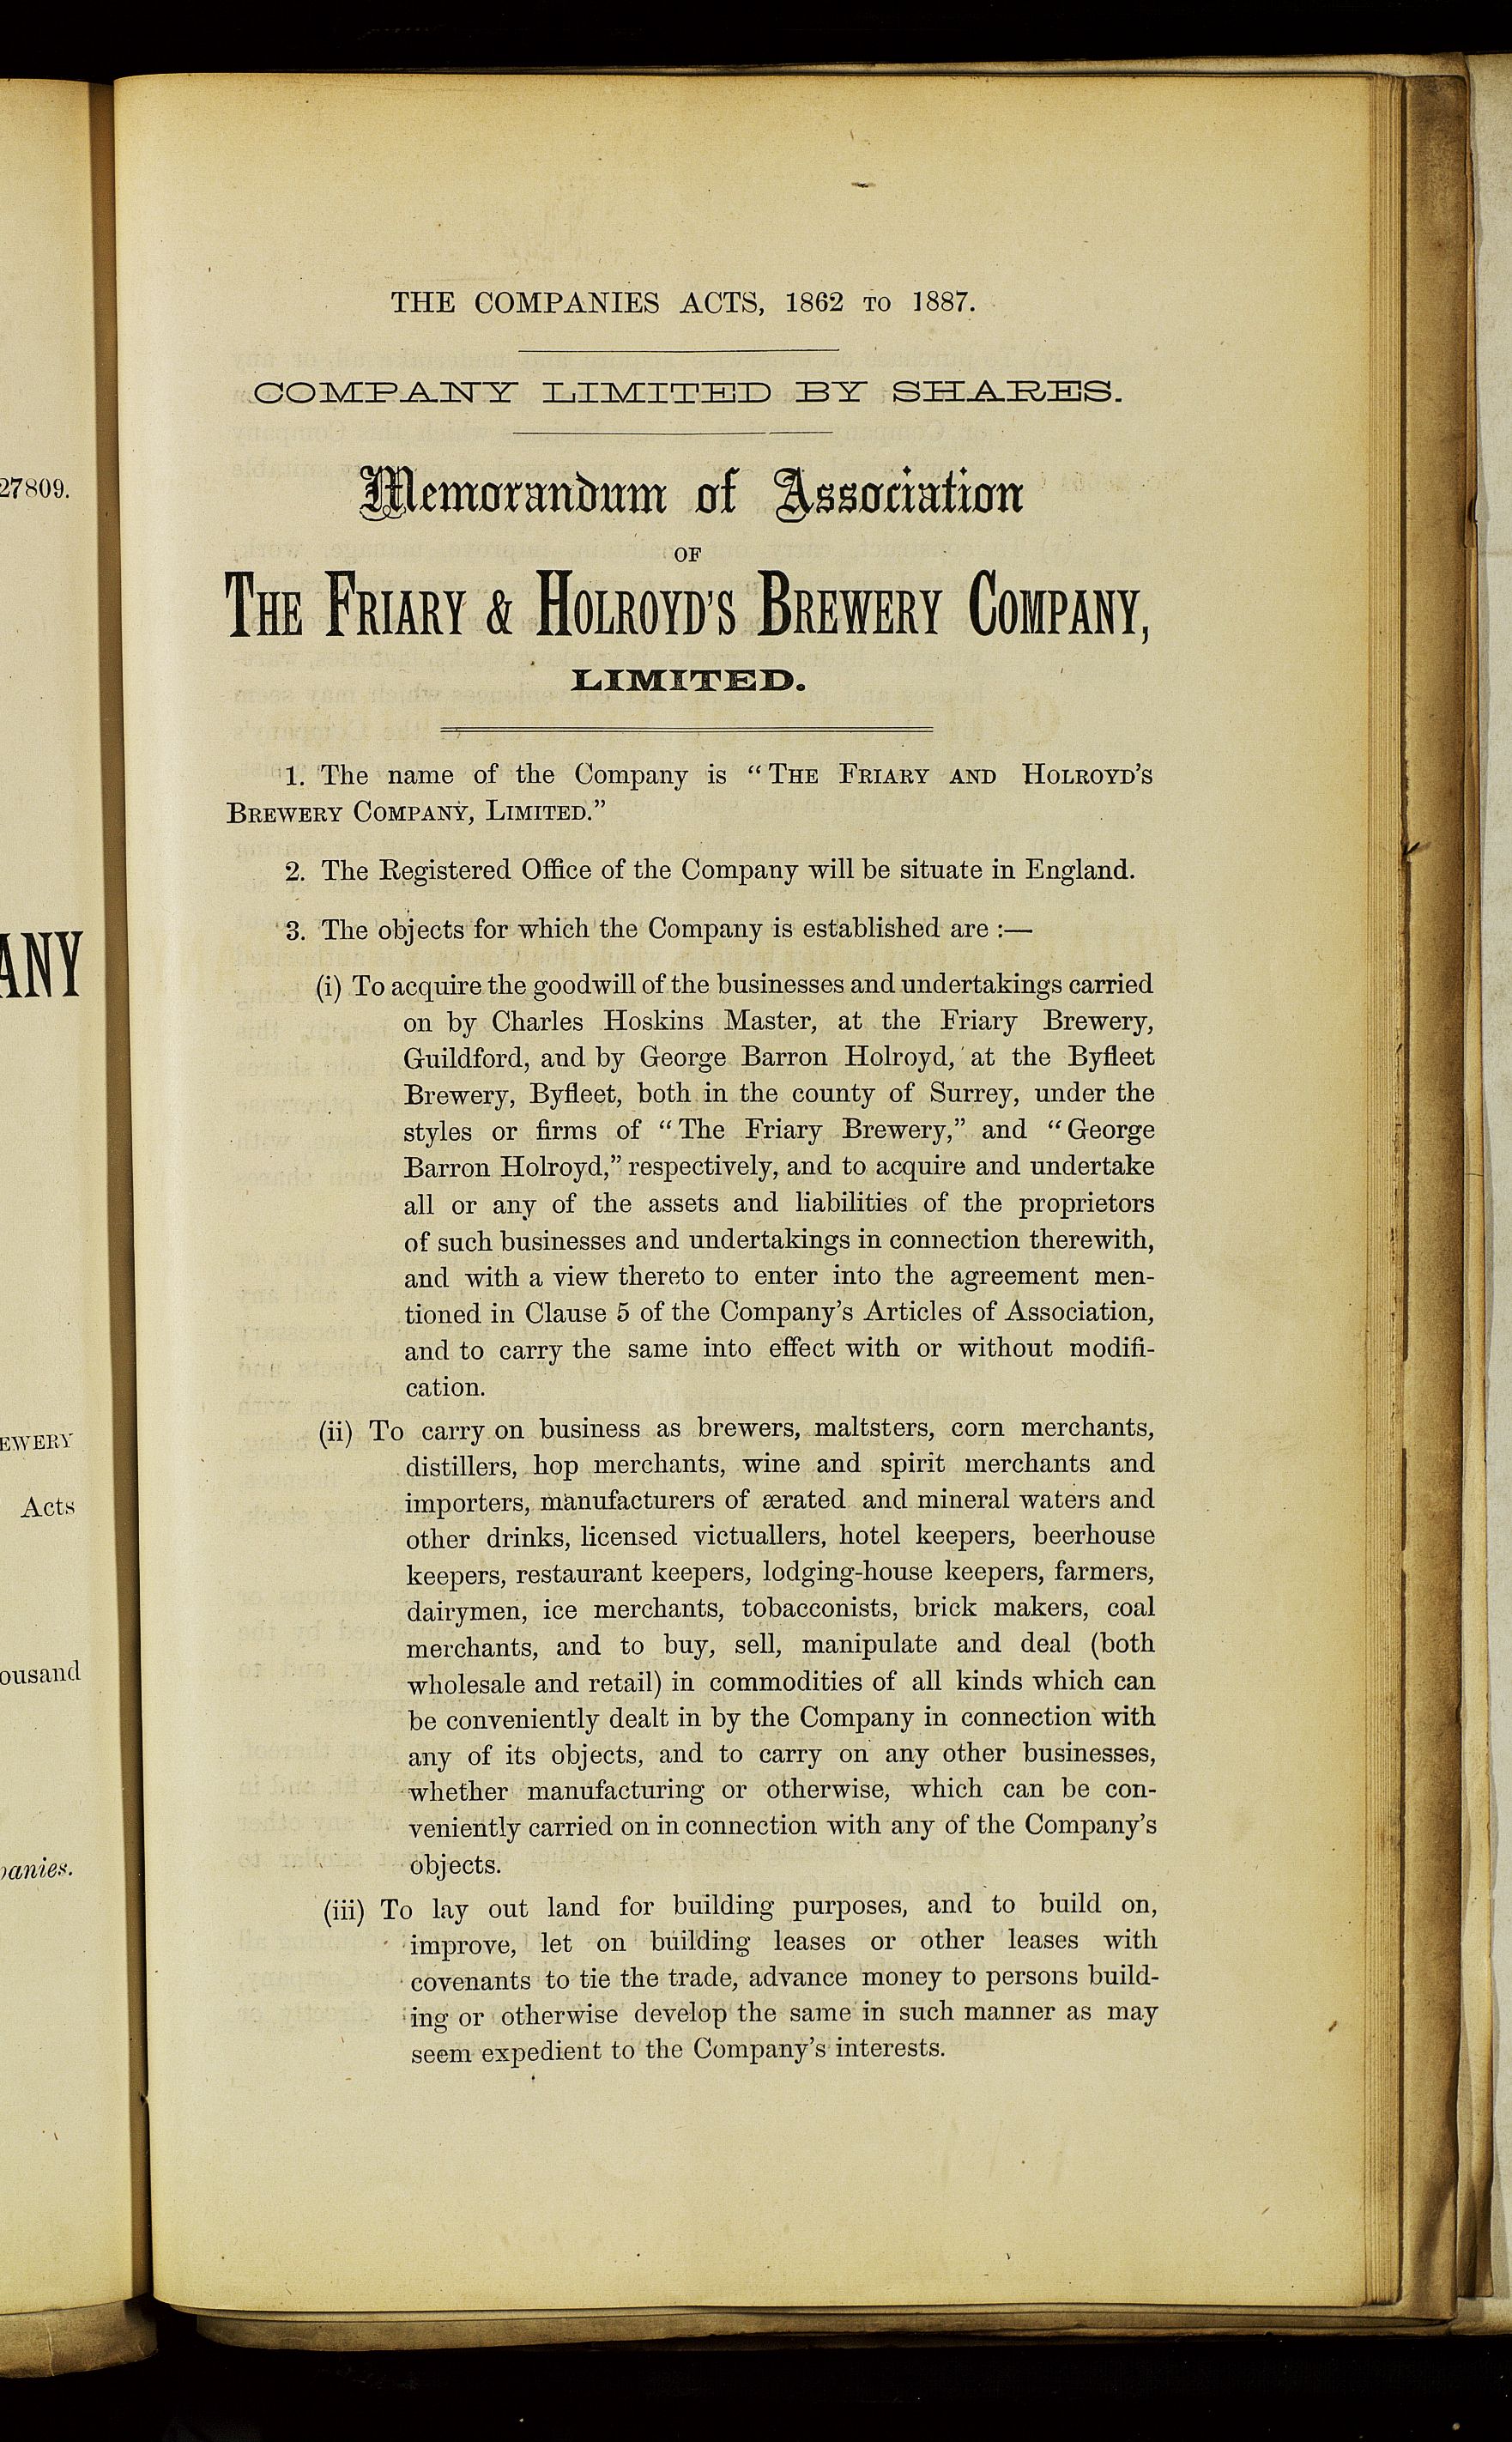 27809.
ANY
EWERY
Acts
ousand
panies.
THE COMPANIES ACTS, 1862 TO 1887.
COMPANY LIMITED BY SHARES.
Memorandum of Association
OF
THE FRIARY & HOLROYD'S BREWERY COMPANY,
LIMITED.
1. The name of the Company is “THE FRIARY AND HOLROYD'S
BREWERY COMPANY, LIMITED.”
2. The Registered Office of the Company will be situate in England.
3. The objects for which the Company is established are :—
(i) To acquire the goodwill of the businesses and undertakings carried
on by Charles Hoskins Master, at the Friary Brewery,
Guildford, and by George Barron Holroyd, at the Byfleet
Brewery, Byfleet, both in the county of Surrey, under the
styles or firms of “The Friary Brewery,” and “George
Barron Holroyd,” respectively, and to acquire and undertake
all or any of the assets and liabilities of the proprietors
of such businesses and undertakings in connection therewith,
and with a view thereto to enter into the agreement men-
tioned in Clause 5 of the Company's Articles of Association,
and to carry the same into effect with or without modifi-
cation.
(ii) To carry on business as brewers, maltsters, corn merchants,
distillers, hop merchants, wine and spirit merchants and
importers, manufacturers of ærated and mineral waters and
other drinks, licensed victuallers, hotel keepers, beerhouse
keepers, restaurant keepers, lodging-house keepers, farmers,
dairymen, ice merchants, tobacconists, brick makers, coal
merchants, and to buy, sell, manipulate and deal (both
wholesale and retail) in commodities of all kinds which can
be conveniently dealt in by the Company in connection with
any of its objects, and to carry on any other businesses,
whether manufacturing or otherwise, which can be con-
veniently carried on in connection with any of the Company's
objects.
(iii) To lay out land for building purposes, and to build on,
improve, let on building leases or other leases with
covenants to tie the trade, advance money to persons build-
ing or otherwise develop the same in such manner as may
seem expedient to the Company's interests.